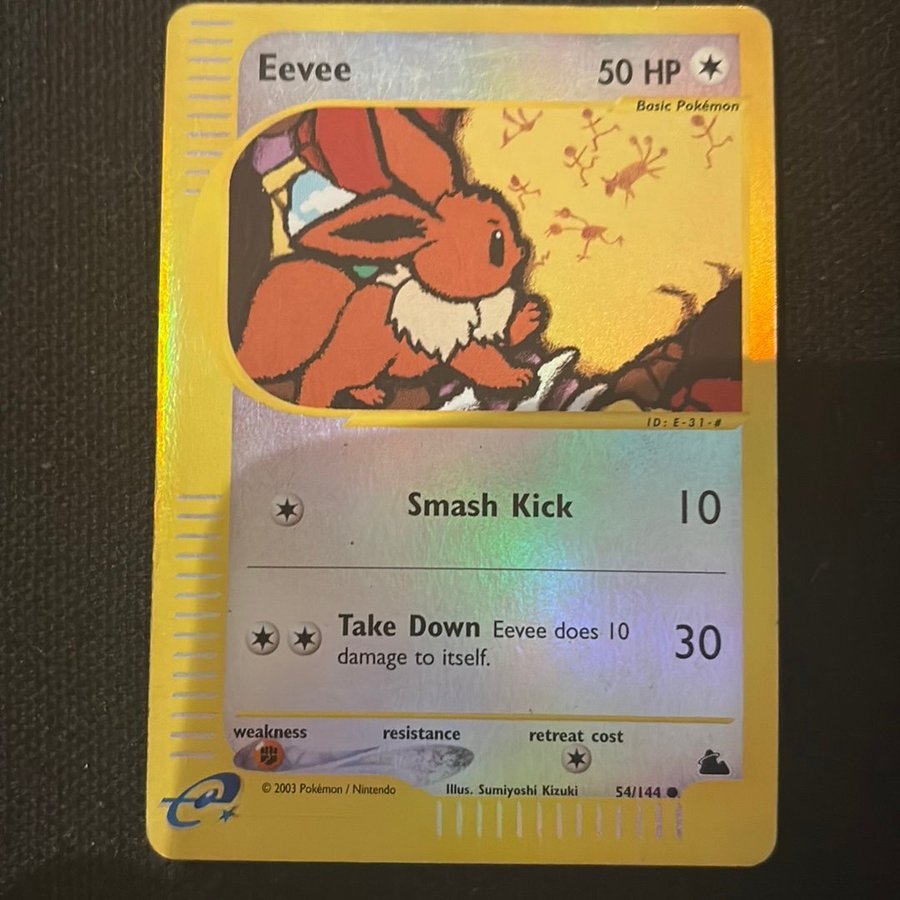 Eevee 50 HP
Basic Pokémon
ID: E-31-#
Smash Kick 10
Take Down Eevee does 10 30
damage to itself.
weakness resistance retreat cost
© 2003 Pokémon / Nintendo Illus. Sumiyoshi Kizuki 54/144
e